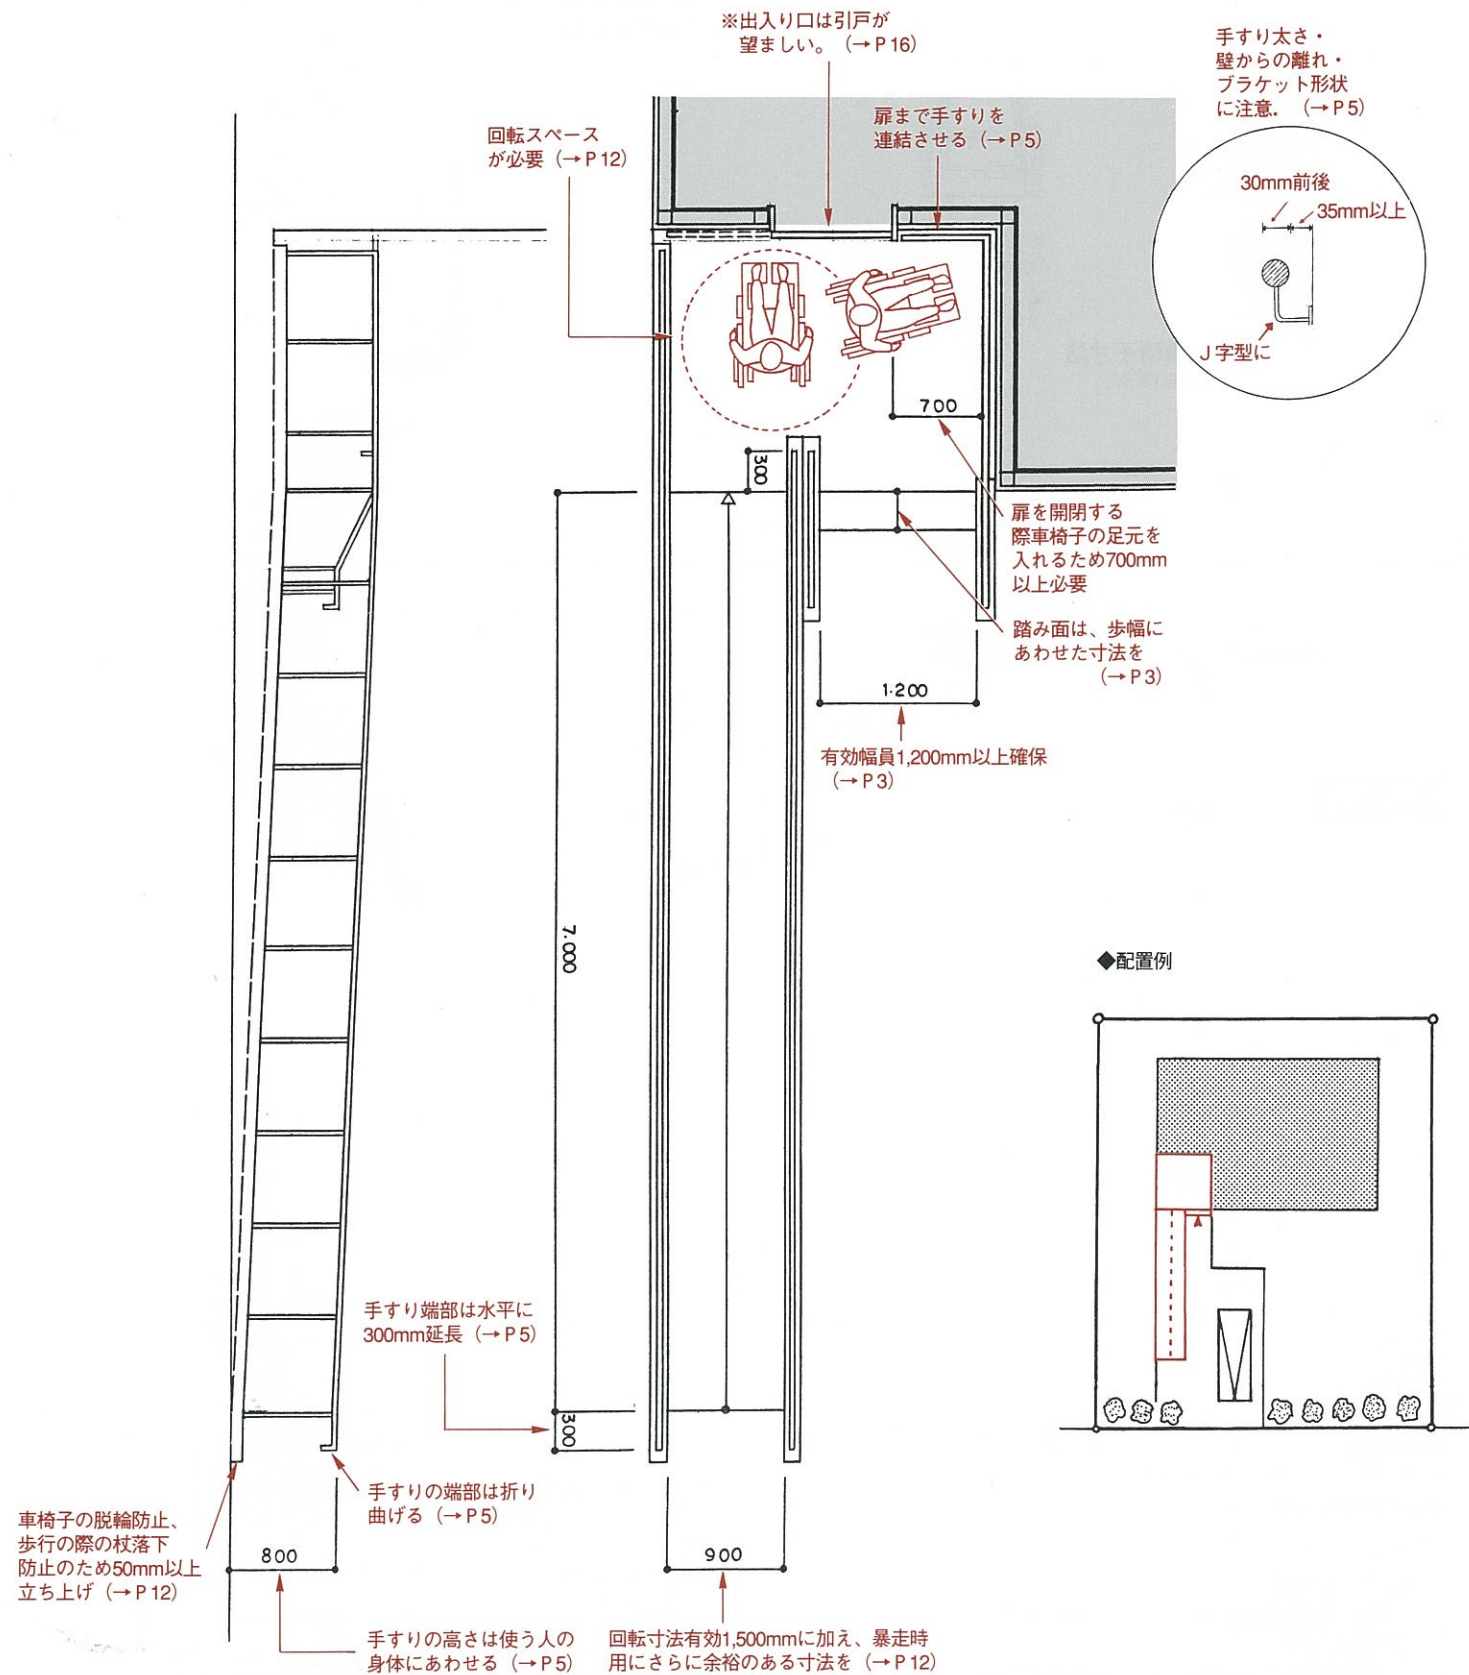 ※出入り口は引戸が
望ましい。（→P16）
手すり太さ・
壁からの離れ・
ブラケット形状
に注意．（→P5）
回転スペース
が必要（→P12）
扉まで手すりを
連結させる（→P5）
30mm前後
35mm以上
J字型に
700
300
扉を開閉する
際車椅子の足元を
入れるため700mm
以上必要
踏み面は、歩幅に
あわせた寸法を
（→P3）
1・200
有効幅員1,200mm以上確保
（→P3）
7・000
◆配置例
手すり端部は水平に
300mm延長（→P5）
300
手すりの端部は折り
曲げる（→P5）
車椅子の脱輪防止、
歩行の際の杖落下
防止のため50mm以上
立ち上げ（→P12）
800
900
手すりの高さは使う人の
身体にあわせる（→P5）
回転寸法有効1,500mmに加え、暴走時
用にさらに余裕のある寸法を（→P12）